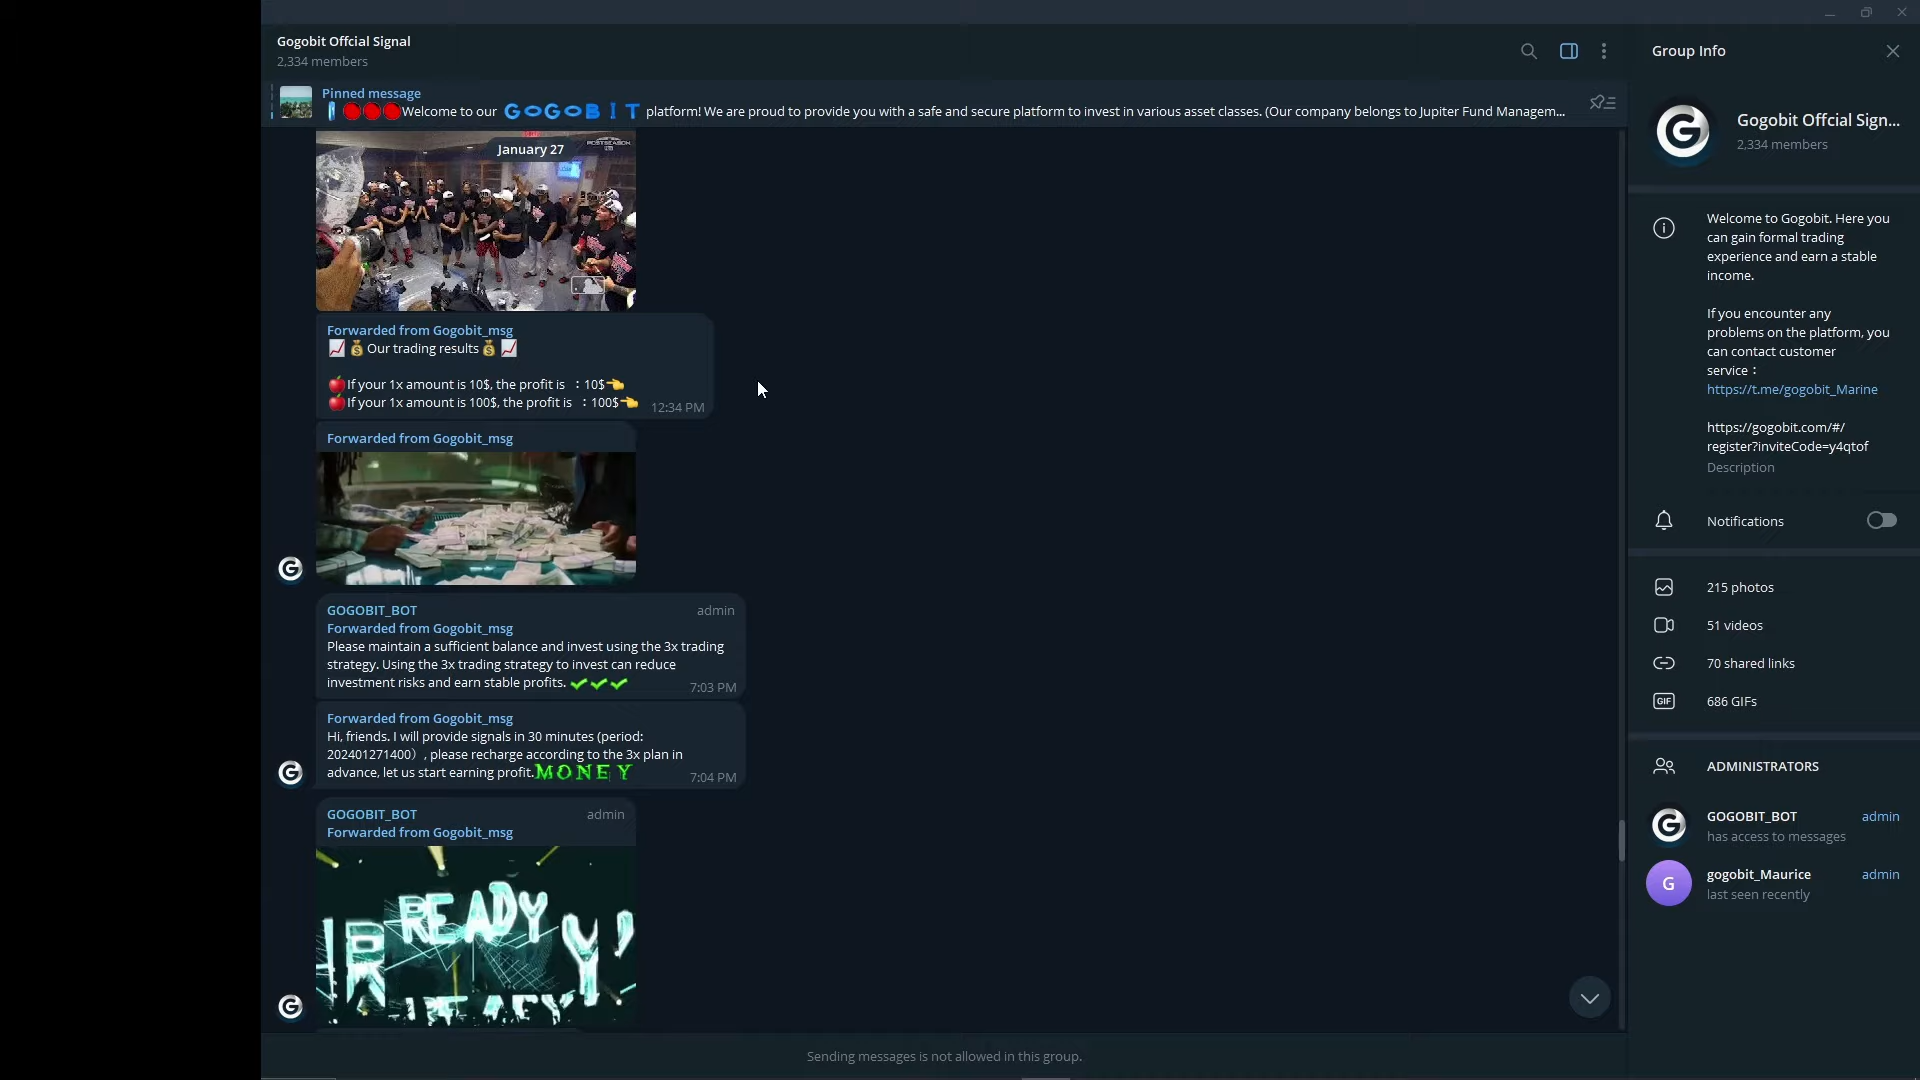 Gogobit Offcial Signal
2,334 members
Pinned message
Welcome to our GOGOBIT platform! We are proud to provide you with a safe and secure platform to invest in various asset classes. (Our company belongs to Jupiter Fund Managem...
January 27
POSTSEASON
Forwarded from Gogobit_msg
📈💰Our trading results💰📈
🍎If your 1x amount is 10$, the profit is ：10$👈
🍎If your 1x amount is 100$, the profit is ：100$👈
12:34 PM
Forwarded from Gogobit_msg
GOGOBIT_BOT admin
Forwarded from Gogobit_msg
Please maintain a sufficient balance and invest using the 3x trading
strategy. Using the 3x trading strategy to invest can reduce
investment risks and earn stable profits.
7:03 PM
Forwarded from Gogobit_msg
Hi, friends. I will provide signals in 30 minutes (period:
202401271400）, please recharge according to the 3x plan in
advance, let us start earning profit.MONEY
7:04 PM
GOGOBIT_BOT admin
Forwarded from Gogobit_msg
READY
Sending messages is not allowed in this group.
Group Info
Gogobit Offcial Sign...
2,334 members
Welcome to Gogobit. Here you
can gain formal trading
experience and earn a stable
income.
If you encounter any
problems on the platform, you
can contact customer
service：
https://t.me/gogobit_Marine
https://gogobit.com/#/
register?inviteCode=y4qtof
Description
Notifications
215 photos
51 videos
70 shared links
GIF 686 GIFs
ADMINISTRATORS
GOGOBIT_BOT admin
has access to messages
G gogobit_Maurice admin
last seen recently